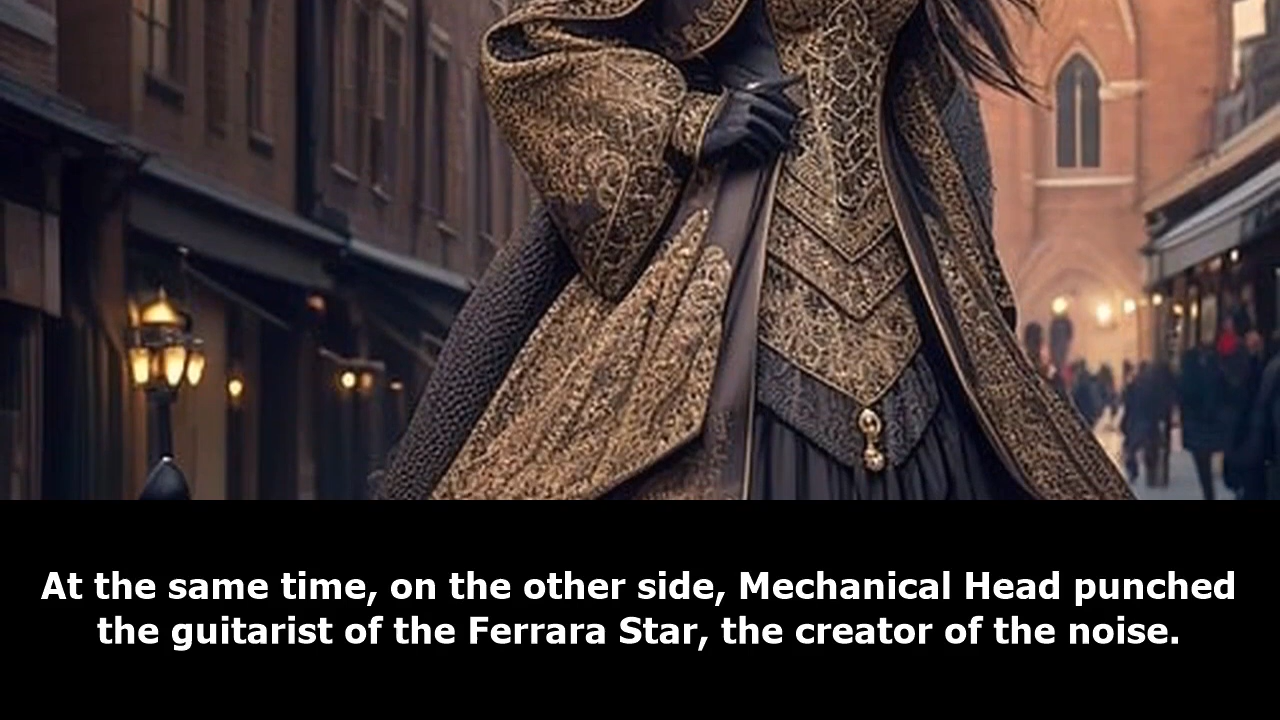 At the same time, on the other side, Mechanical Head punched
the guitarist of the Ferrara Star, the creator of the noise.